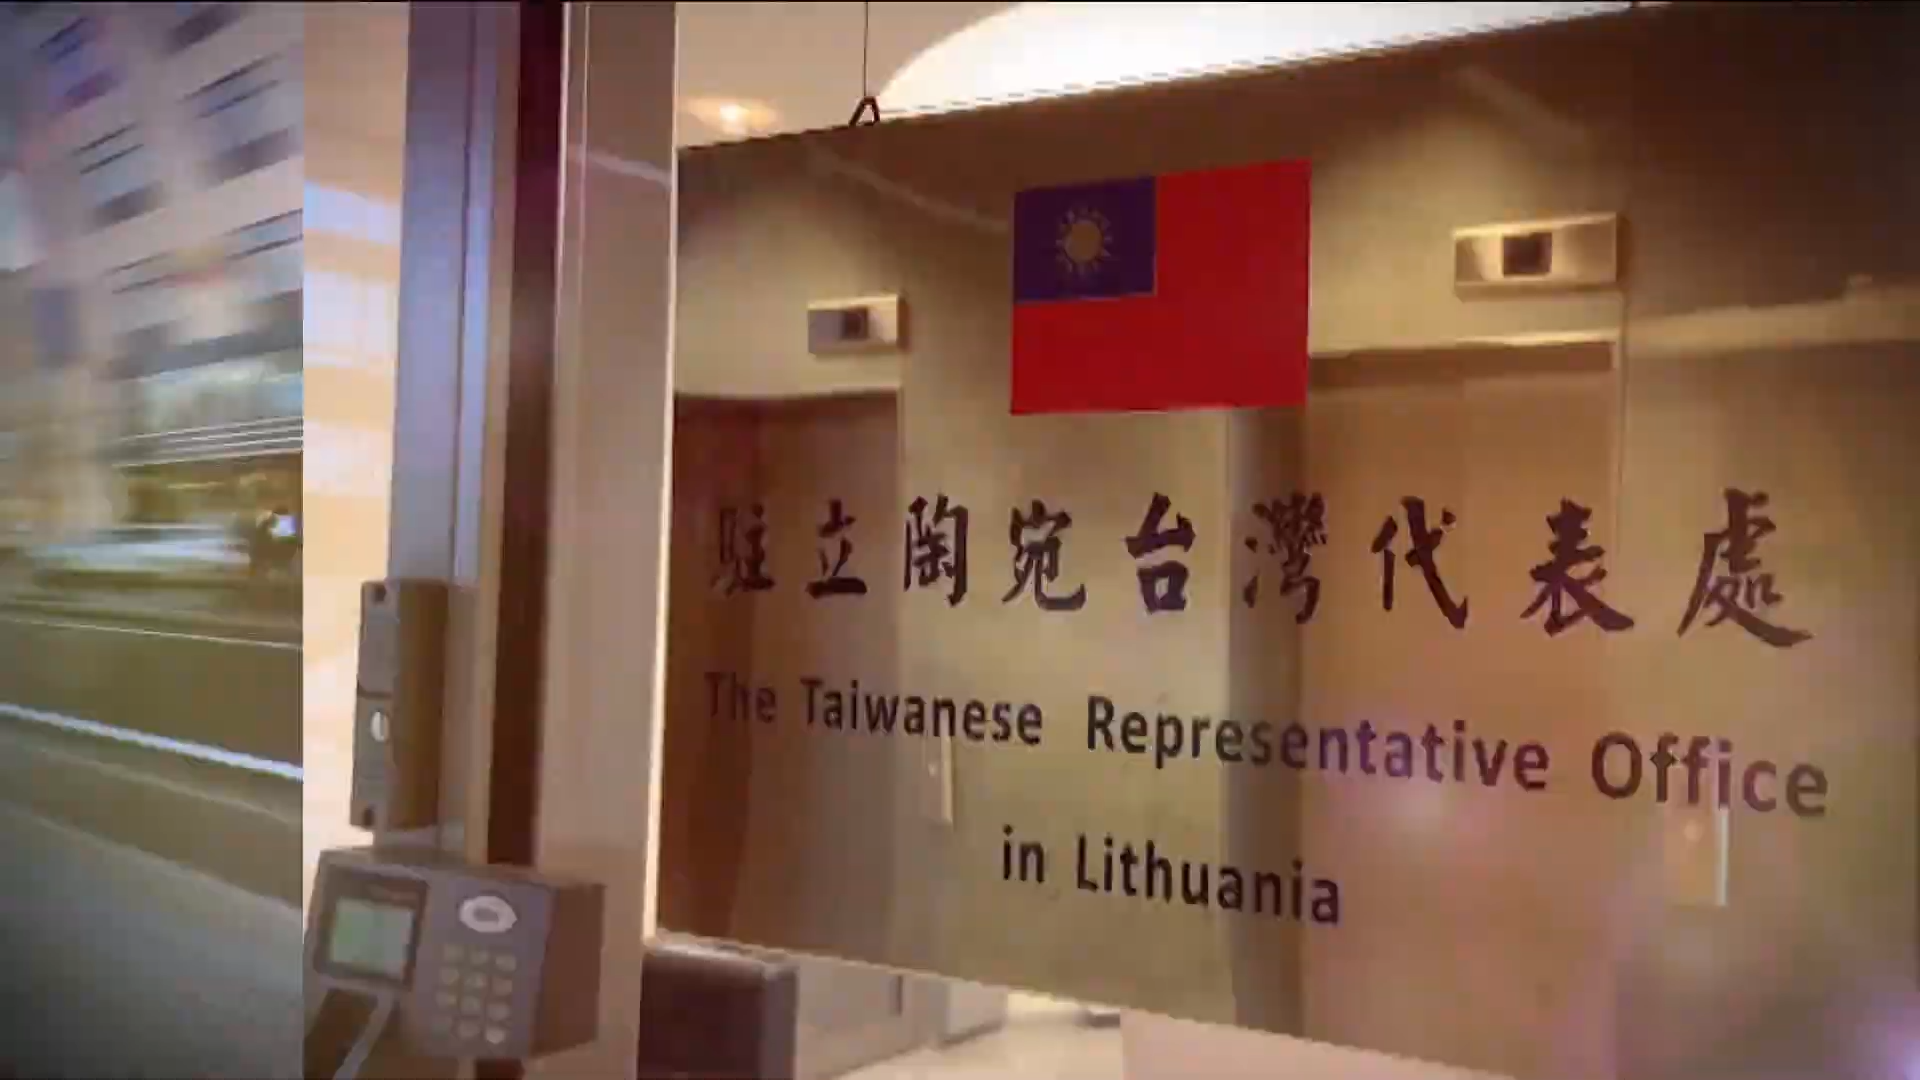 駐立陶宛台灣代表處
The Taiwanese Representative Office
in Lithuania